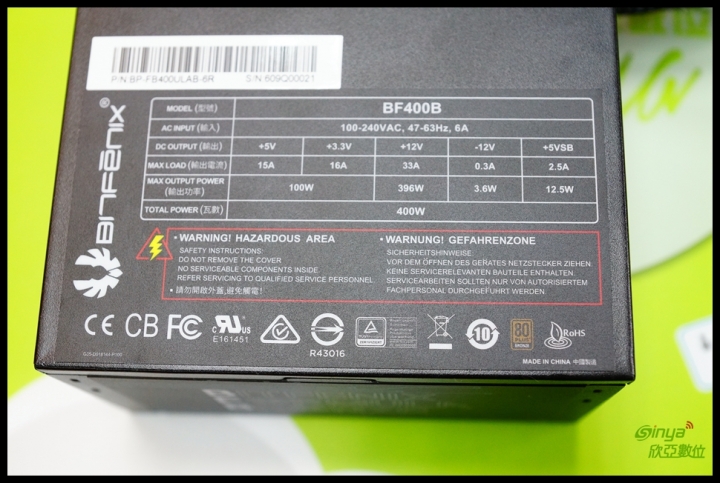 P/N:BP-FB400ULAB-6R S/N:609Q00021
BITFENIX®
MODEL (型號) BF400B
AC INPUT (輸入) 100-240VAC, 47-63Hz, 6A
DC OUTPUT (輸出) +5V +3.3V +12V -12V +5VSB
MAX LOAD (輸出電流) 15A 16A 33A 0.3A 2.5A
MAX OUTPUT POWER (輸出功率) 100W 396W 3.6W 12.5W
TOTAL POWER (瓦數) 400W
• WARNING! HAZARDOUS AREA
SAFETY INSTRUCTIONS:
DO NOT REMOVE THE COVER
NO SERVICEABLE COMPONENTS INSIDE.
REFER SERVICING TO QUALIFIED SERVICE PERSONNEL.
• 請勿開啟外蓋,避免觸電!
• WARNUNG! GEFAHRENZONE
SICHERHEITSHINWEISE:
VOR DEM ÖFFNEN DES GERATES NETZSTECKER ZIEHEN.
KEINE SERVICERELEVANTEN BAUTEILE ENTHALTEN.
SERVICEARBEITEN SOLLTEN NUR VON AUTORISIERTEM
FACHPERSONAL DURCHGEFÜHRT WERDEN
CE CB FC c RU US
E161451
R43016
10
80
BRONZE
RoHS
MADE IN CHINA 中國製造
Sinya
欣亞數位